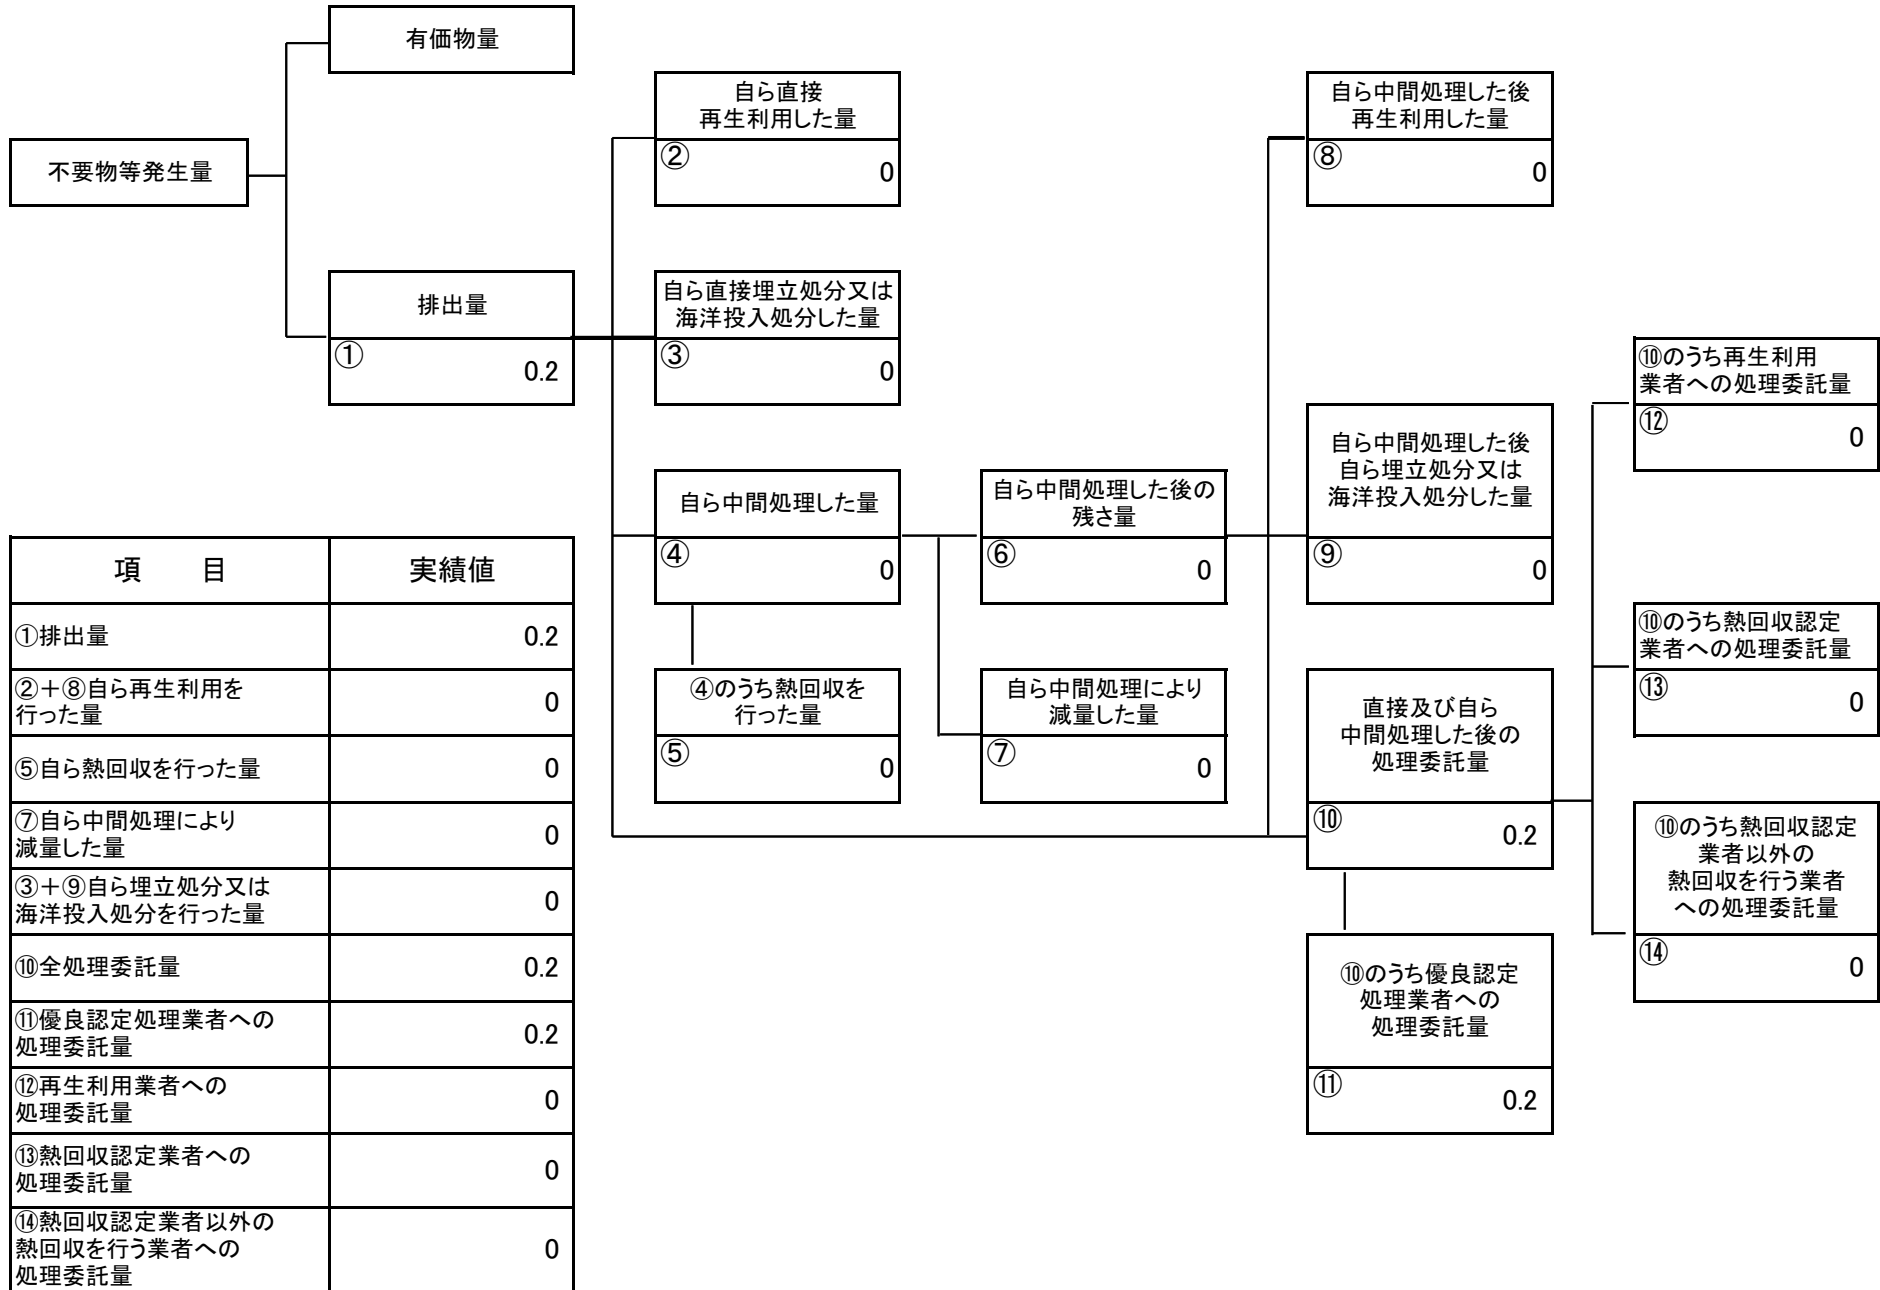 有価物量
不要物等発生量
排出量
①
0.2
自ら直接
再生利用した量
②
0
自ら直接埋立処分又は
海洋投入処分した量
③
0
自ら中間処理した量
④
0
④のうち熱回収を
行った量
⑤
0
自ら中間処理した後の
残さ量
⑥
0
自ら中間処理により
減量した量
⑦
0
自ら中間処理した後
再生利用した量
⑧
0
自ら中間処理した後
自ら埋立処分又は
海洋投入処分した量
⑨
0
直接及び自ら
中間処理した後の
処理委託量
⑩
0.2
⑩のうち優良認定
処理業者への
処理委託量
⑪
0.2
⑩のうち再生利用
業者への処理委託量
⑫
0
⑩のうち熱回収認定
業者への処理委託量
⑬
0
⑩のうち熱回収認定
業者以外の
熱回収を行う業者
への処理委託量
⑭
0
項　　目 実績値
①排出量 0.2
②＋⑧自ら再生利用を
行った量 0
⑤自ら熱回収を行った量 0
⑦自ら中間処理により
減量した量 0
③＋⑨自ら埋立処分又は
海洋投入処分を行った量 0
⑩全処理委託量 0.2
⑪優良認定処理業者への
処理委託量 0.2
⑫再生利用業者への
処理委託量 0
⑬熱回収認定業者への
処理委託量 0
⑭熱回収認定業者以外の
熱回収を行う業者への 0
処理委託量